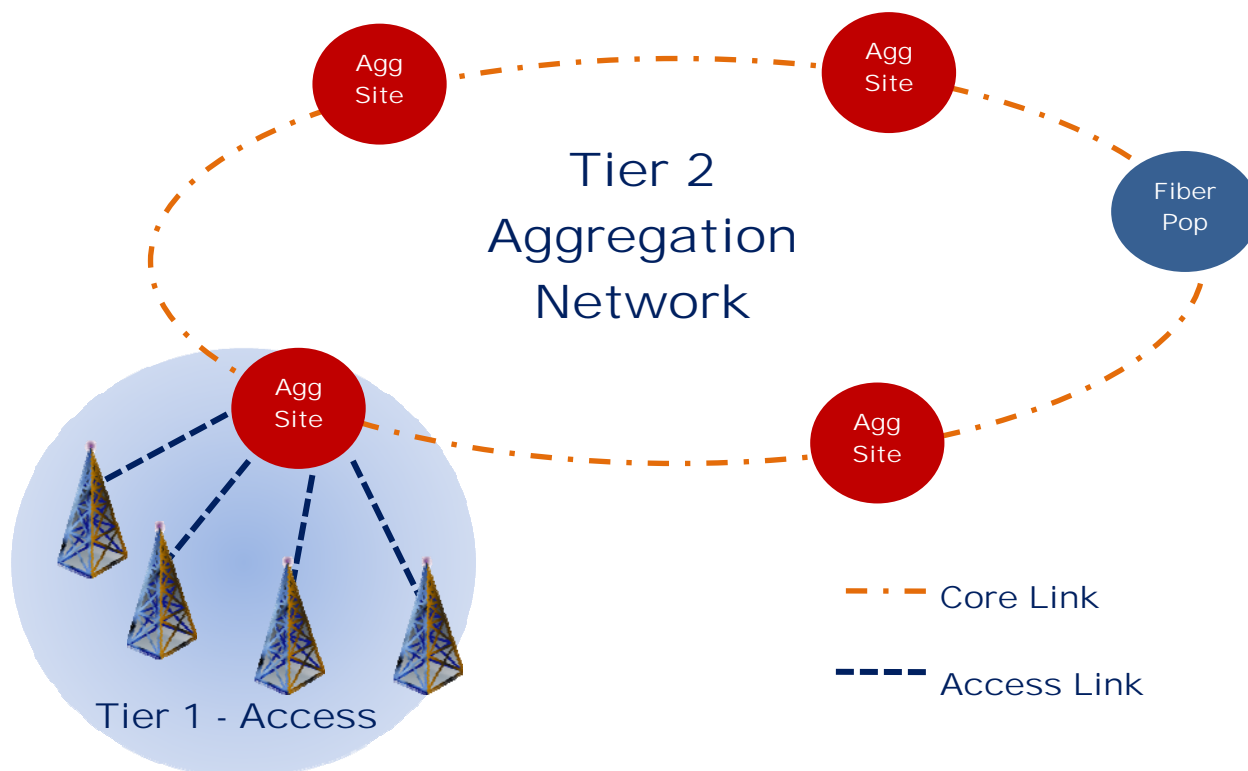 Agg
Site
Agg
Site
Tier 2
Aggregation
Network
Fiber
Pop
Agg
Site
Agg
Site
Core Link
Access Link
Tier 1 - Access